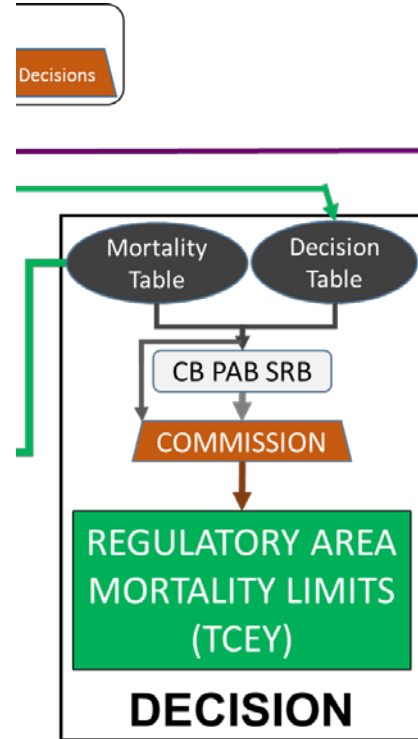 Decisions
Mortality
Table
Decision
Table
CB PAB SRB
COMMISSION
REGULATORY AREA
MORTALITY LIMITS
(TCEY)
DECISION